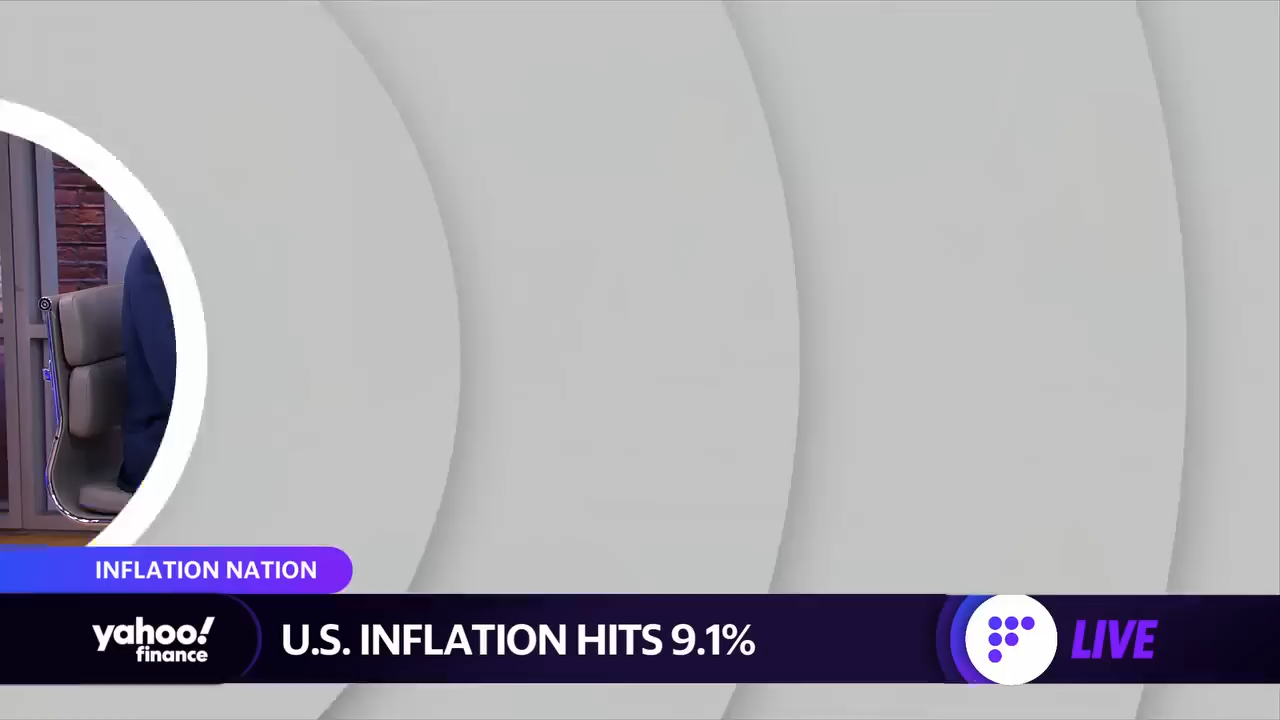 INFLATION NATION
yahoo!
finance
U.S. INFLATION HITS 9.1%
LIVE